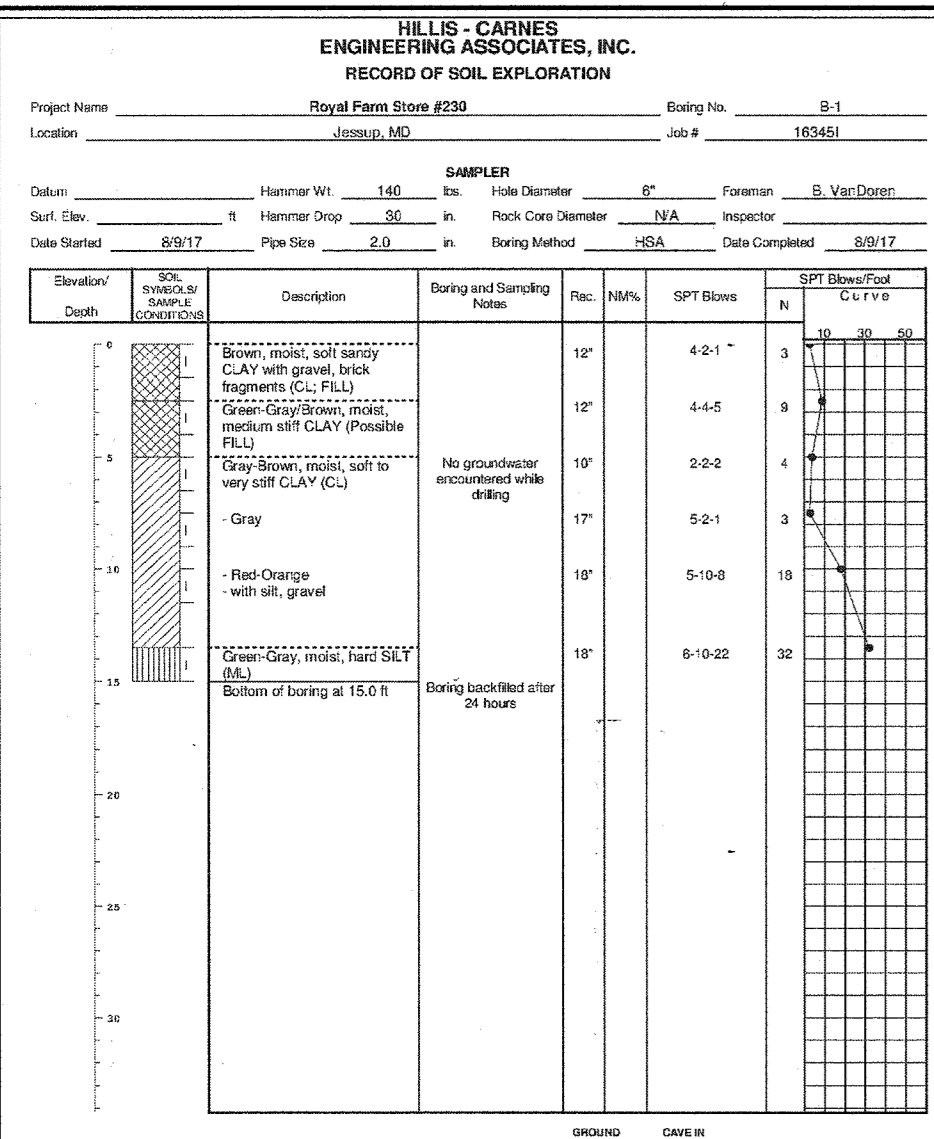 HILLIS - CARNES
ENGINEERING ASSOCIATES, INC.
RECORD OF SOIL EXPLORATION
Project Name Royal Farm Store #230 Boring No. B-1
Location Jessup, MD Job # 16345I
SAMPLER
Datum Hammer Wt. 140 lbs. Hole Diameter 6" Foreman B. VanDoren
Surf. Elev. ft Hammer Drop 30 in. Rock Core Diameter N/A Inspector
Date Started 8/9/17 Pipe Size 2.0 in. Boring Method HSA Date Completed 8/9/17
Elevation/
Depth
SOIL
SYMBOLS/
SAMPLE
CONDITIONS
Description
Boring and Sampling
Notes
Rec.
NM%
SPT Blows
SPT Blows/Foot
N
Curve
10 30 50
0
Brown, moist, soft sandy
CLAY with gravel, brick
fragments (CL; FILL)
12" 4-2-1 3
Green-Gray/Brown, moist,
medium stiff CLAY (Possible
FILL)
12" 4-4-5 9
5
Gray-Brown, moist, soft to
very stiff CLAY (CL)
No groundwater
encountered while
drilling
10" 2-2-2 4
- Gray
17" 5-2-1 3
10
- Red-Orange
- with silt, gravel
18" 5-10-8 18
Green-Gray, moist, hard SILT
(ML)
18" 6-10-22 32
15
Bottom of boring at 15.0 ft
Boring backfilled after
24 hours
20
25
30
GROUND CAVE IN